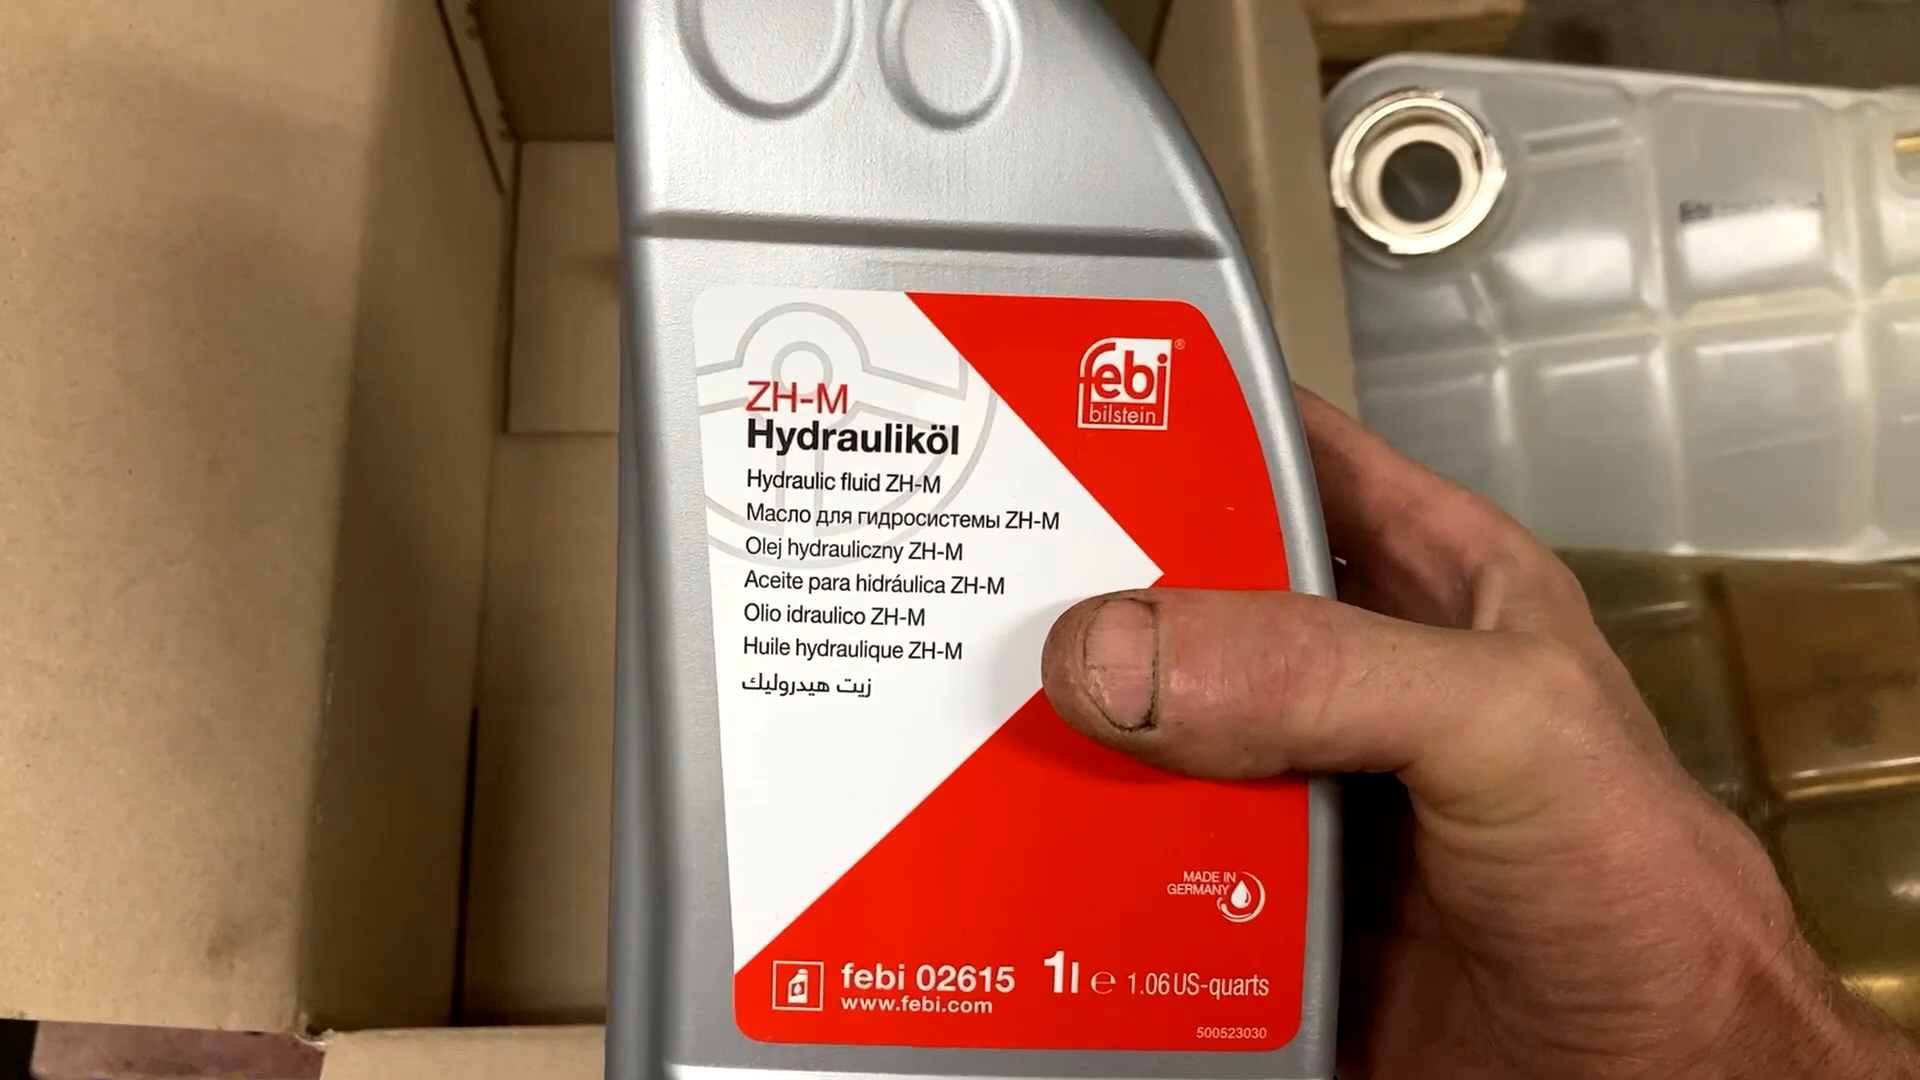 febi®
bilstein
ZH-M
Hydrauliköl
Hydraulic fluid ZH-M
Масло для гидросистемы ZH-M
Olej hydrauliczny ZH-M
Aceite para hidráulica ZH-M
Olio idraulico ZH-M
Huile hydraulique ZH-M
زيت هيدروليك
MADE IN
GERMANY
febi 02615 1l ℮ 1.06 US-quarts
www.febi.com
500523030